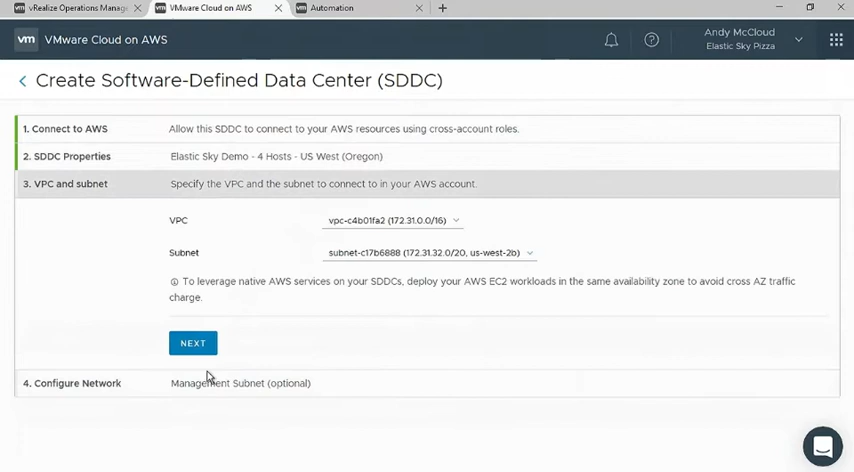 vRealize Operations Manage
VMware Cloud on AWS
Automation
vm VMware Cloud on AWS
Andy McCloud
Elastic Sky Pizza
Create Software-Defined Data Center (SDDC)
1. Connect to AWS Allow this SDDC to connect to your AWS resources using cross-account roles.
2. SDDC Properties Elastic Sky Demo - 4 Hosts - US West (Oregon)
3. VPC and subnet Specify the VPC and the subnet to connect to in your AWS account.
VPC vpc-c4b01fa2 (172.31.0.0/16)
Subnet subnet-c17b6888 (172.31.32.0/20, us-west-2b)
To leverage native AWS services on your SDDCs, deploy your AWS EC2 workloads in the same availability zone to avoid cross AZ traffic
charge.
NEXT
4. Configure Network Management Subnet (optional)